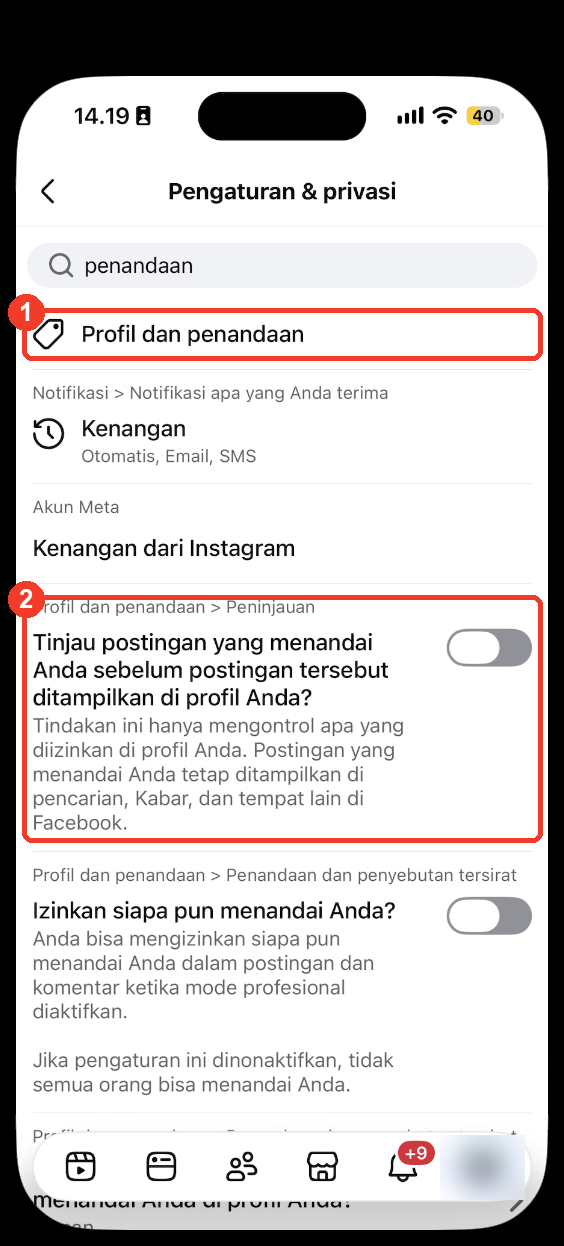 14.19
40
Pengaturan & privasi
penandaan
1
Profil dan penandaan
Notifikasi > Notifikasi apa yang Anda terima
Kenangan
Otomatis, Email, SMS
Akun Meta
Kenangan dari Instagram
2
Profil dan penandaan > Peninjauan
Tinjau postingan yang menandai
Anda sebelum postingan tersebut
ditampilkan di profil Anda?
Tindakan ini hanya mengontrol apa yang
diizinkan di profil Anda. Postingan yang
menandai Anda tetap ditampilkan di
pencarian, Kabar, dan tempat lain di
Facebook.
Profil dan penandaan > Penandaan dan penyebutan tersirat
Izinkan siapa pun menandai Anda?
Anda bisa mengizinkan siapa pun
menandai Anda dalam postingan dan
komentar ketika mode profesional
diaktifkan.
Jika pengaturan ini dinonaktifkan, tidak
semua orang bisa menandai Anda.
+9
menandai Anda di profil Anda?